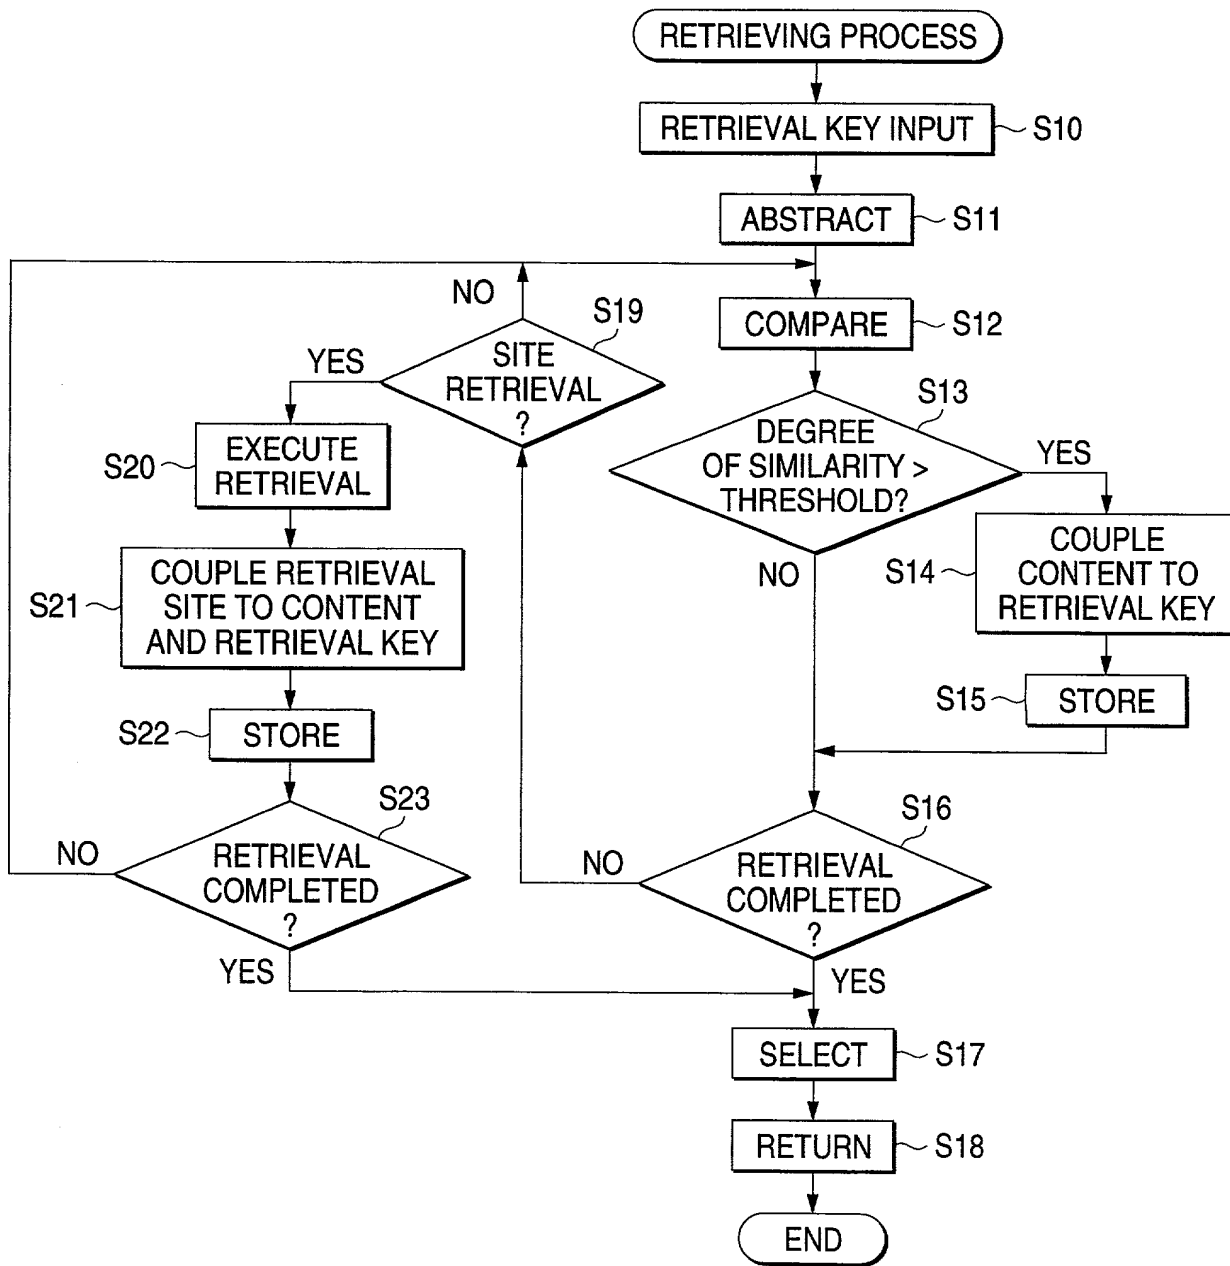 RETRIEVING PROCESS
RETRIEVAL KEY INPUT
S10
ABSTRACT
S11
NO
S19
COMPARE
S12
YES
SITE
RETRIEVAL
?
S13
DEGREE
OF SIMILARITY >
THRESHOLD?
YES
S20
EXECUTE
RETRIEVAL
NO
S14
COUPLE
CONTENT TO
RETRIEVAL KEY
S21
COUPLE RETRIEVAL
SITE TO CONTENT
AND RETRIEVAL KEY
S15
STORE
S22
STORE
S23
S16
NO
RETRIEVAL
COMPLETED
?
NO
RETRIEVAL
COMPLETED
?
YES
YES
SELECT
S17
RETURN
S18
END